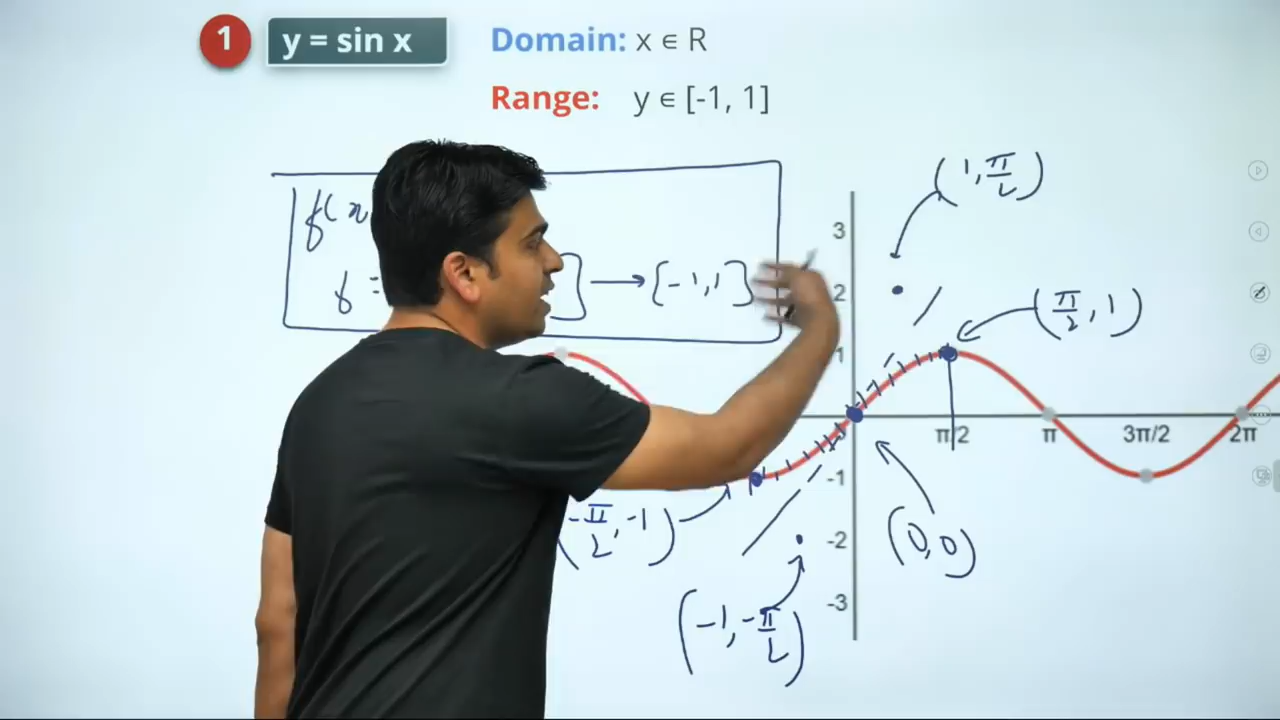 1 y = sin x Domain: x ∈ R
Range: y ∈ [-1, 1]
(1, π/2)
f(x
f : ] → [-1, 1]
(π/2, 1)
3
2
1
-1
-2
-3
π/2 π 3π/2 2π
(-π/2, -1)
(0, 0)
(-1, -π/2)